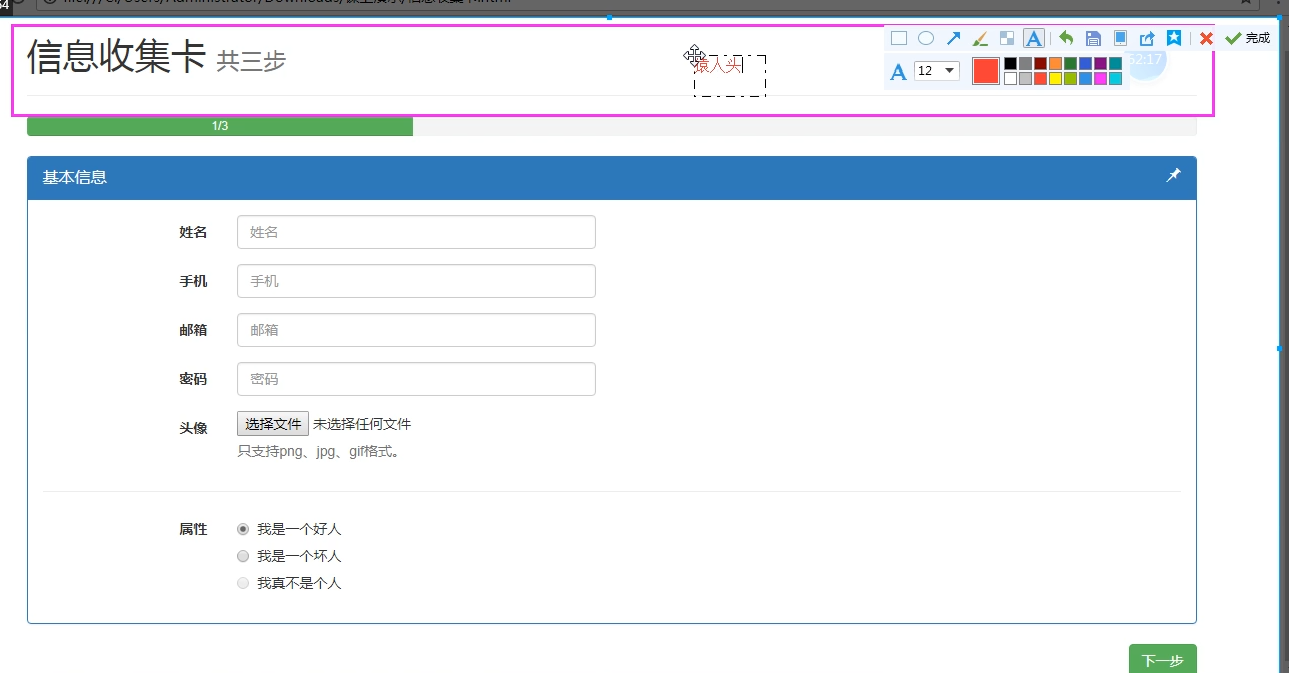 信息收集卡 共三步
猿人头
完成
12
52:17
1/3
基本信息
姓名 姓名
手机 手机
邮箱 邮箱
密码 密码
头像 选择文件 未选择任何文件
只支持png、jpg、gif格式。
属性 我是一个好人
我是一个坏人
我真不是个人
下一步